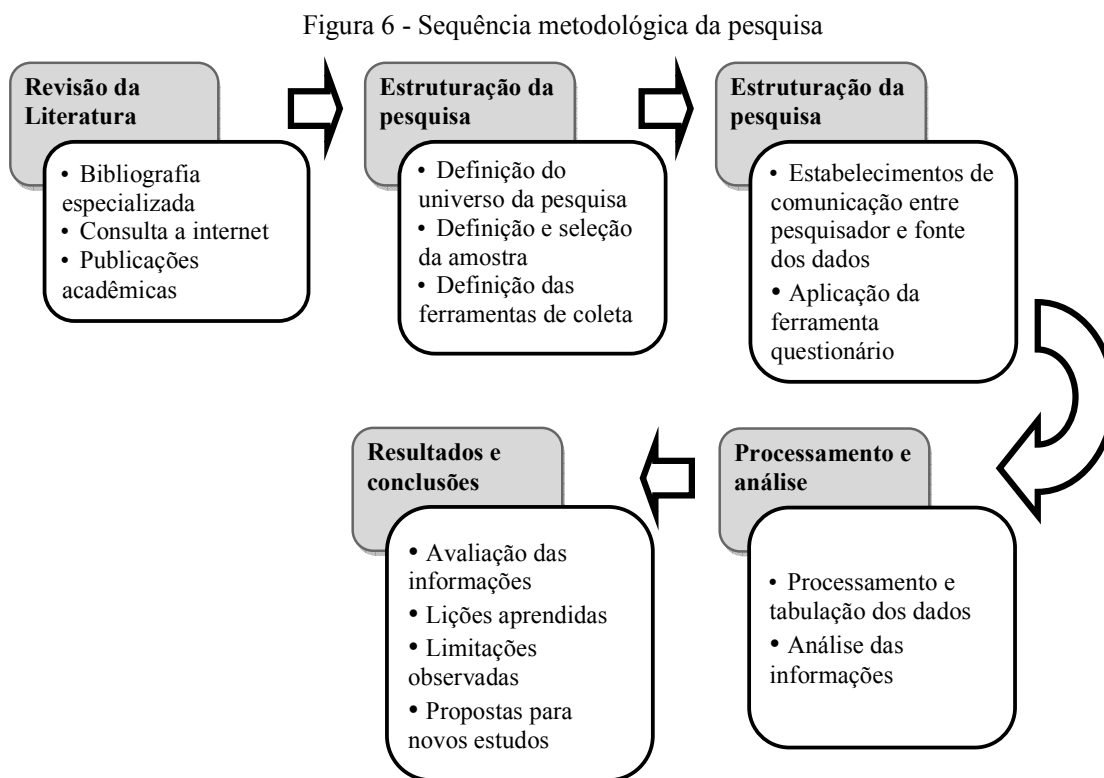 Figura 6 - Sequência metodológica da pesquisa
Revisão da
Literatura
• Bibliografia
especializada
• Consulta a internet
• Publicações
acadêmicas
Estruturação da
pesquisa
• Definição do
universo da pesquisa
• Definição e seleção
da amostra
• Definição das
ferramentas de coleta
Estruturação da
pesquisa
• Estabelecimentos de
comunicação entre
pesquisador e fonte
dos dados
• Aplicação da
ferramenta
questionário
Processamento e
análise
• Processamento e
tabulação dos dados
• Análise das
informações
Resultados e
conclusões
• Avaliação das
informações
• Lições aprendidas
• Limitações
observadas
• Propostas para
novos estudos